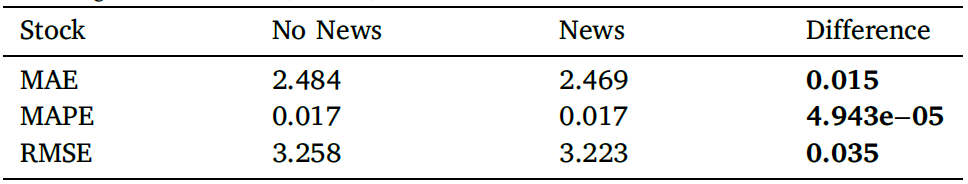 Stock No News News Difference
MAE 2.484 2.469 0.015
MAPE 0.017 0.017 4.943e−05
RMSE 3.258 3.223 0.035